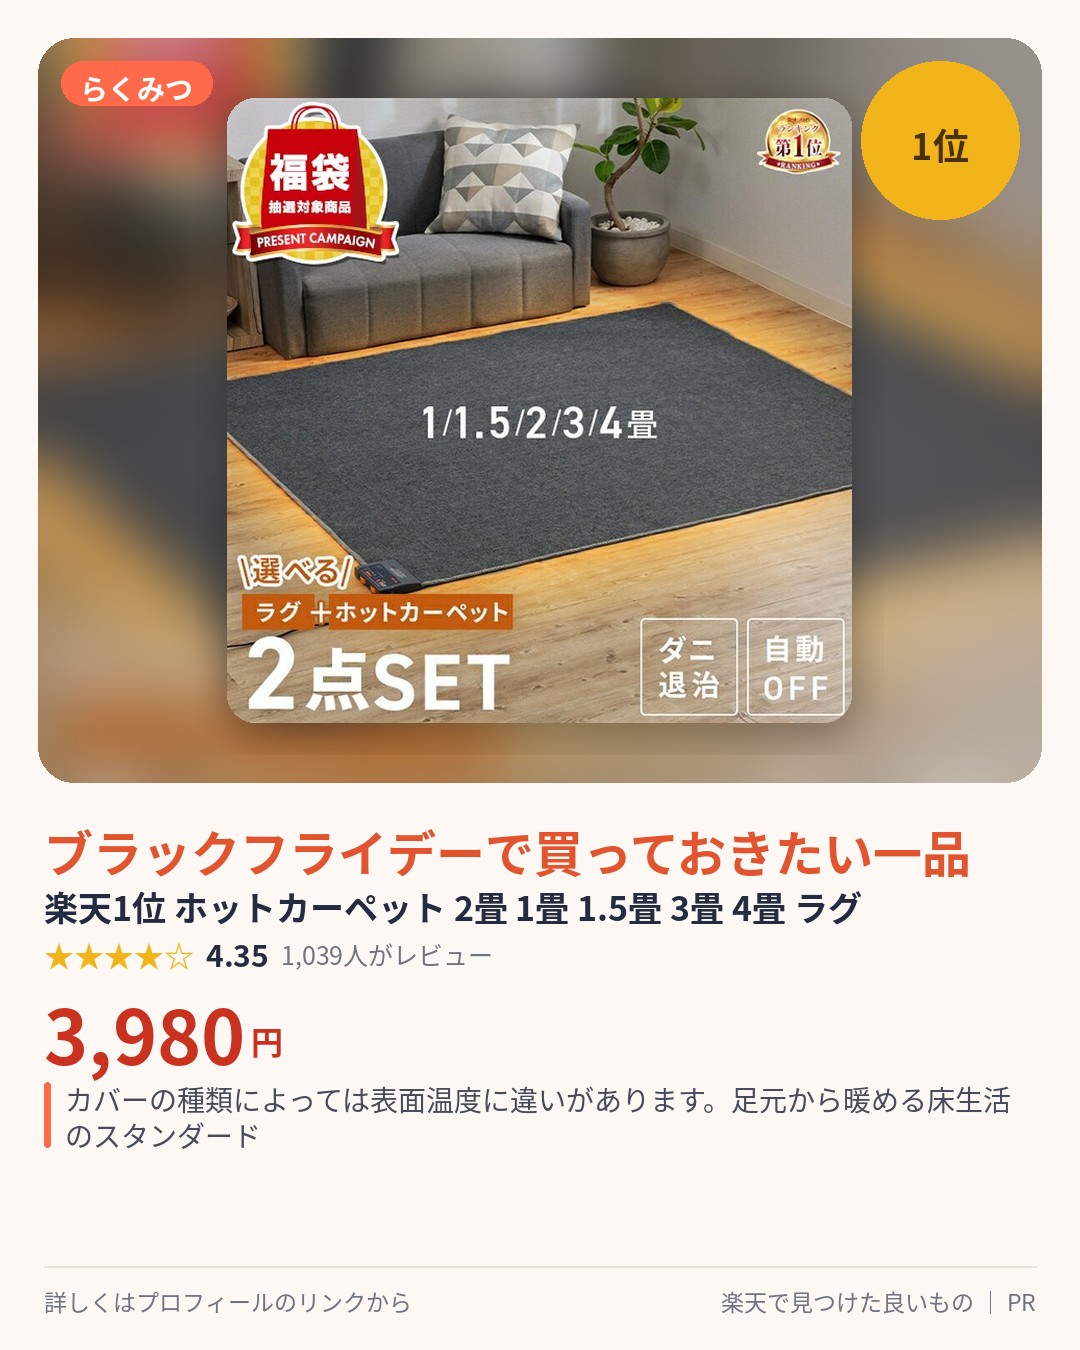 らくみつ
1位
福袋
抽選対象商品
PRESENT CAMPAIGN
ランキング
第1位
RANKING
1/1.5/2/3/4畳
\選べる/
ラグ+ホットカーペット
2点SET
ダニ
退治
自動
OFF
ブラックフライデーで買っておきたい一品
楽天1位 ホットカーペット 2畳 1畳 1.5畳 3畳 4畳 ラグ
★★★★☆ 4.35 1,039人がレビュー
3,980円
カバーの種類によっては表面温度に違いがあります。足元から暖める床生活
のスタンダード
詳しくはプロフィールのリンクから
楽天で見つけた良いもの | PR